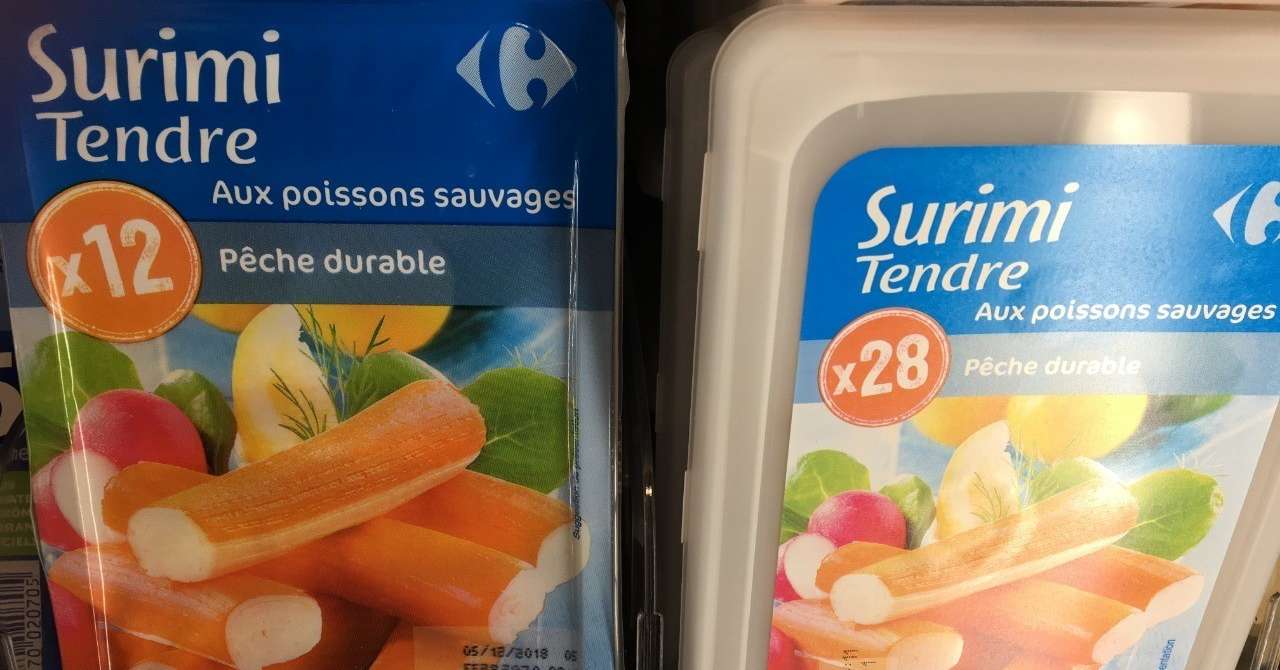 Surimi
Tendre
Aux poissons sauvages
x12
Pêche durable
05/12/2018 05
Surimi
Tendre
Aux poissons sauvages
x28
Pêche durable